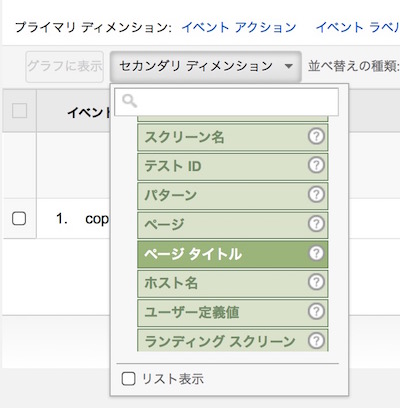 プライマリ ディメンション: イベント アクション イベント ラベ
グラフに表示 セカンダリ ディメンション 並べ替えの種類:
イベント
スクリーン名
テスト ID
パターン
1. cop
ページ
ページ タイトル
ホスト名
ユーザー定義値
ランディング スクリーン
リスト表示